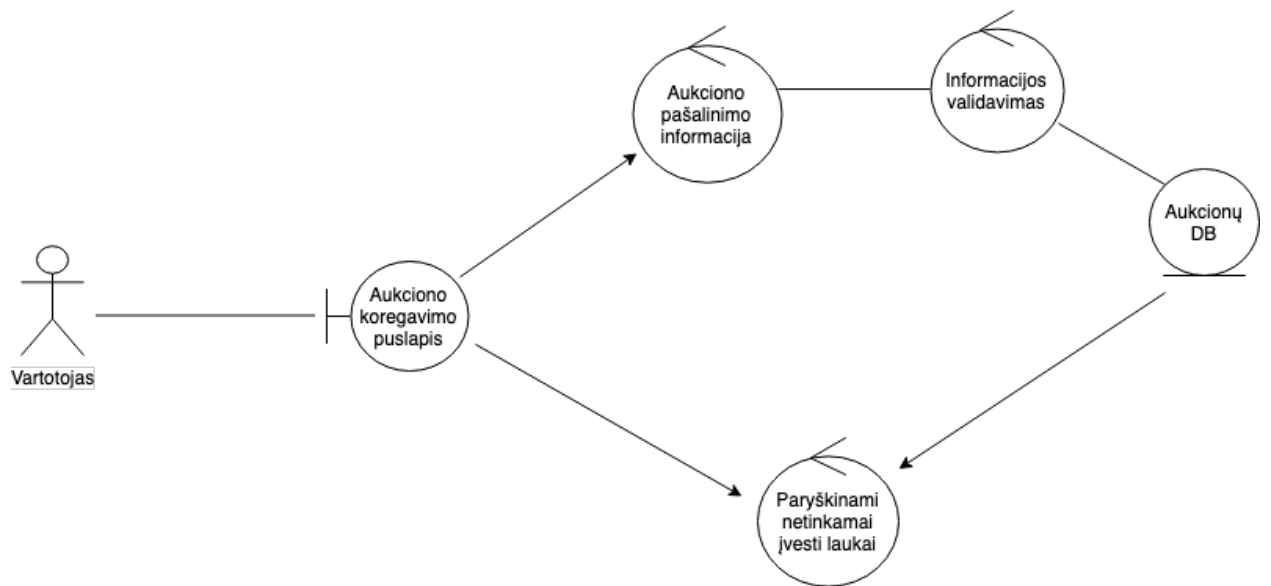 Aukciono
pašalinimo
informacija
Informacijos
validavimas
Aukcionų
DB
Aukciono
koregavimo
puslapis
Vartotojas
Paryškinami
netinkamai
įvesti laukai